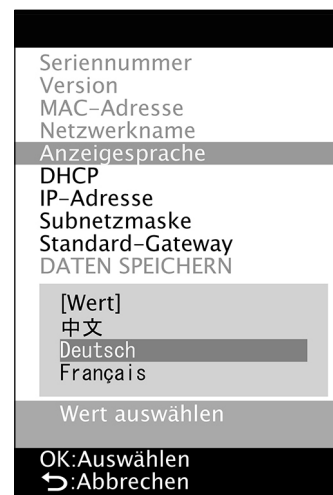 Seriennummer
Version
MAC-Adresse
Netzwerkname
Anzeigesprache
DHCP
IP-Adresse
Subnetzmaske
Standard-Gateway
DATEN SPEICHERN
[Wert]
中文
Deutsch
Français
Wert auswählen
OK:Auswählen
⮌:Abbrechen